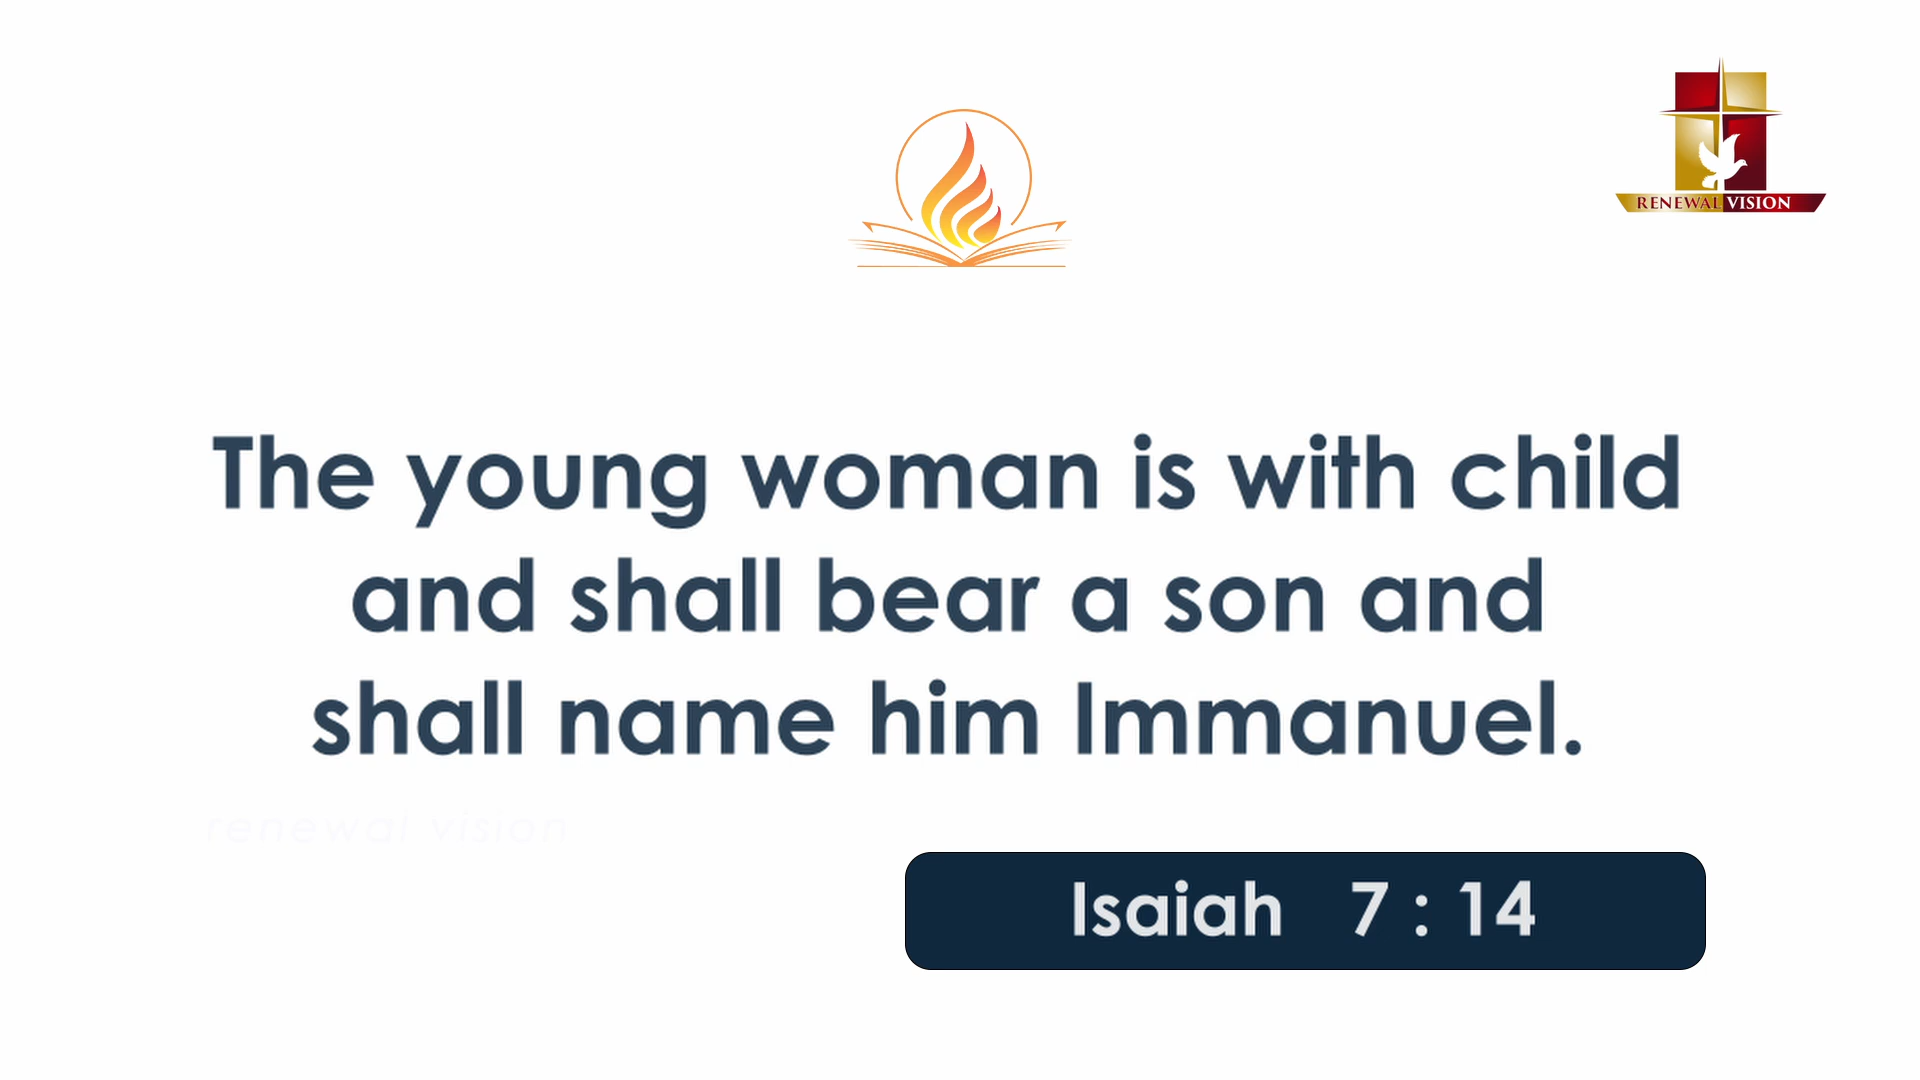 RENEWAL VISION
The young woman is with child
and shall bear a son and
shall name him Immanuel.
renewal vision
Isaiah 7 : 14